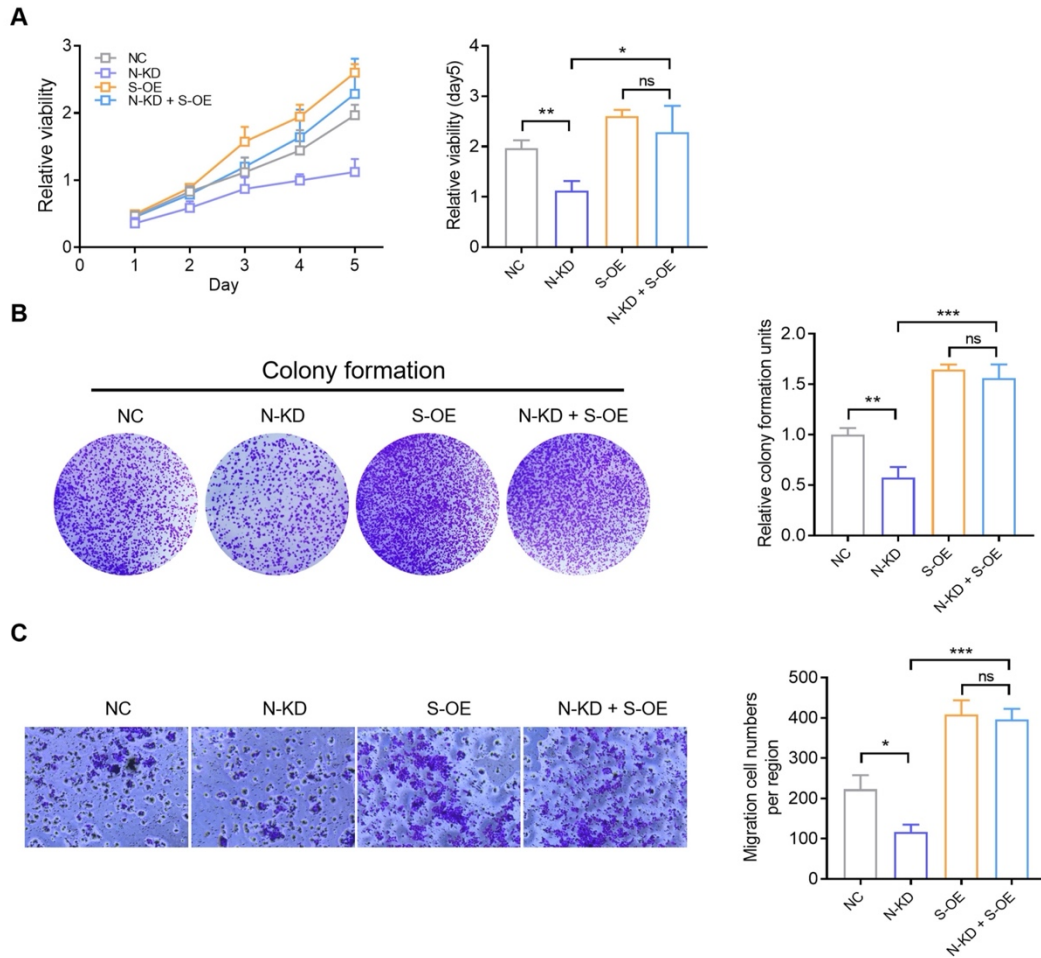 A
Relative viability
3
2
1
0
0
1
2
3
4
5
Day
NC
N-KD
S-OE
N-KD + S-OE
Relative viability (day5)
4
3
2
1
0
**
*
ns
NC
N-KD
S-OE
N-KD + S-OE
B
Colony formation
NC
N-KD
S-OE
N-KD + S-OE
Relative colony formation units
2.0
1.5
1.0
0.5
0.0
**
***
ns
NC
N-KD
S-OE
N-KD + S-OE
C
NC
N-KD
S-OE
N-KD + S-OE
Migration cell numbers
per region
500
400
300
200
100
0
*
***
ns
NC
N-KD
S-OE
N-KD + S-OE